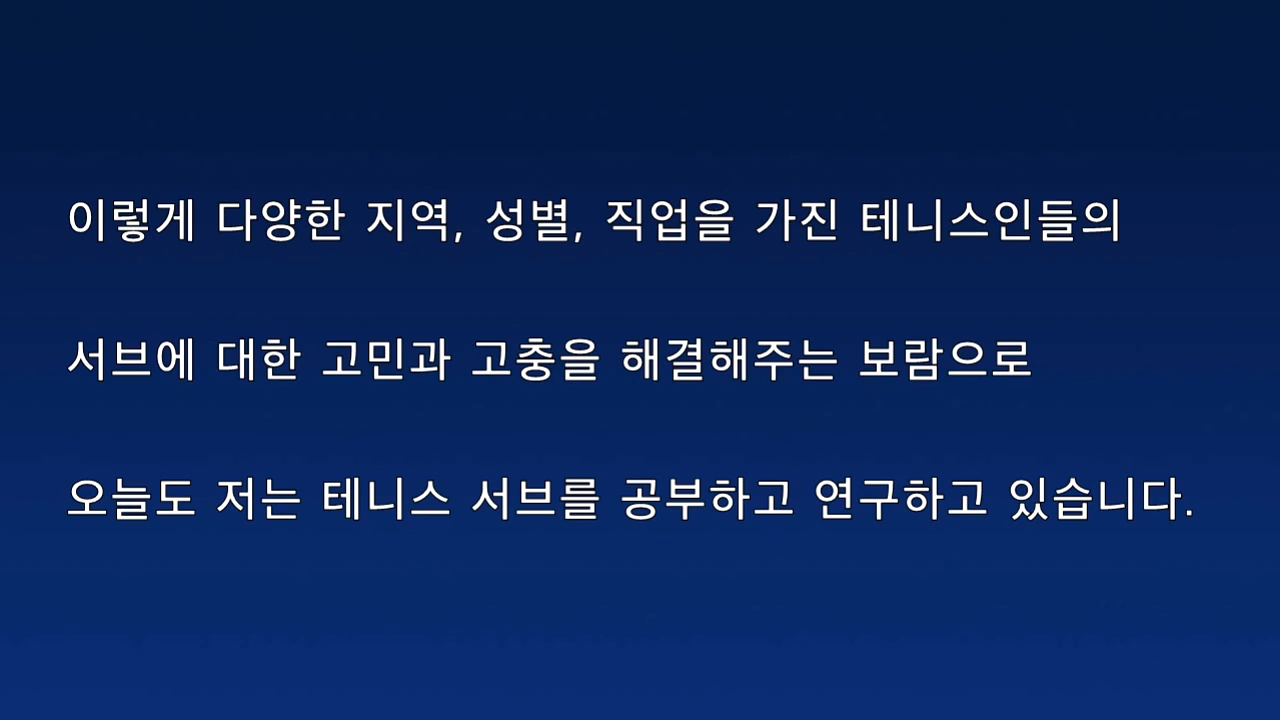 이렇게 다양한 지역, 성별, 직업을 가진 테니스인들의
서브에 대한 고민과 고충을 해결해주는 보람으로
오늘도 저는 테니스 서브를 공부하고 연구하고 있습니다.